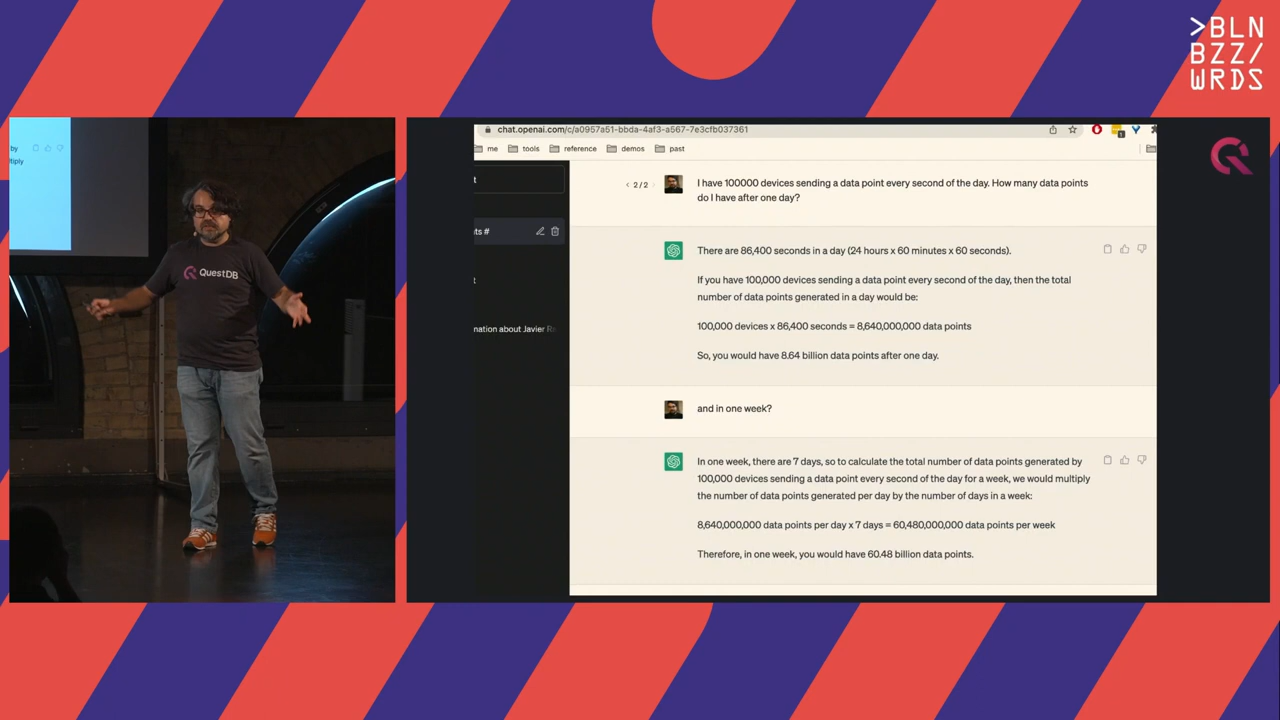 >BLN
BZZ/
WRDS
by
tiply
QuestDB
chat.openai.com/c/a0957a51-bbda-4af3-a567-7e3cfb037361
me tools reference demos past
t
2/2
I have 100000 devices sending a data point every second of the day. How many data points
do I have after one day?
ts #
There are 86,400 seconds in a day (24 hours x 60 minutes x 60 seconds).
If you have 100,000 devices sending a data point every second of the day, then the total
number of data points generated in a day would be:
t
100,000 devices x 86,400 seconds = 8,640,000,000 data points
nation about Javier R
So, you would have 8.64 billion data points after one day.
and in one week?
In one week, there are 7 days, so to calculate the total number of data points generated by
100,000 devices sending a data point every second of the day for a week, we would multiply
the number of data points generated per day by the number of days in a week:
8,640,000,000 data points per day x 7 days = 60,480,000,000 data points per week
Therefore, in one week, you would have 60.48 billion data points.